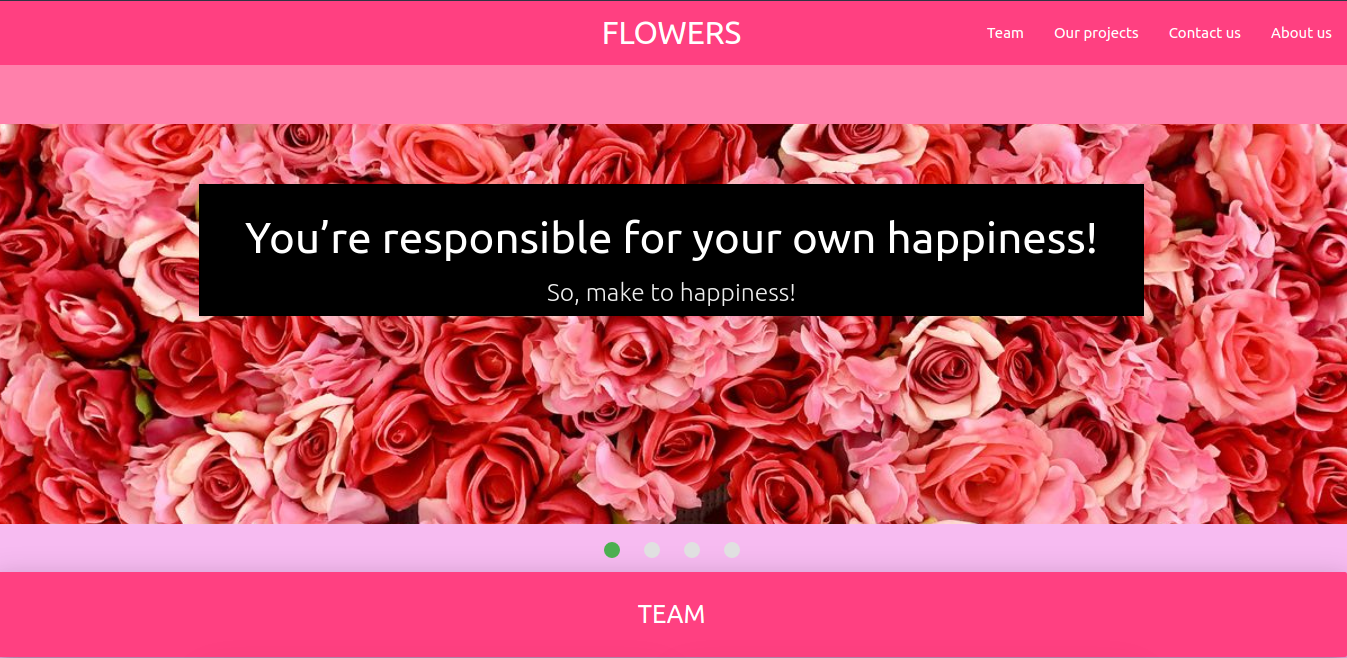 FLOWERS
Team Our projects Contact us About us
You’re responsible for your own happiness!
So, make to happiness!
TEAM